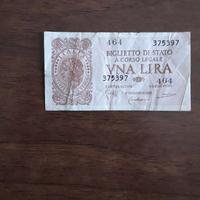 464 375397
BIGLIETTO DI STATO
A CORSO LEGALE
VNA LIRA
375397
464